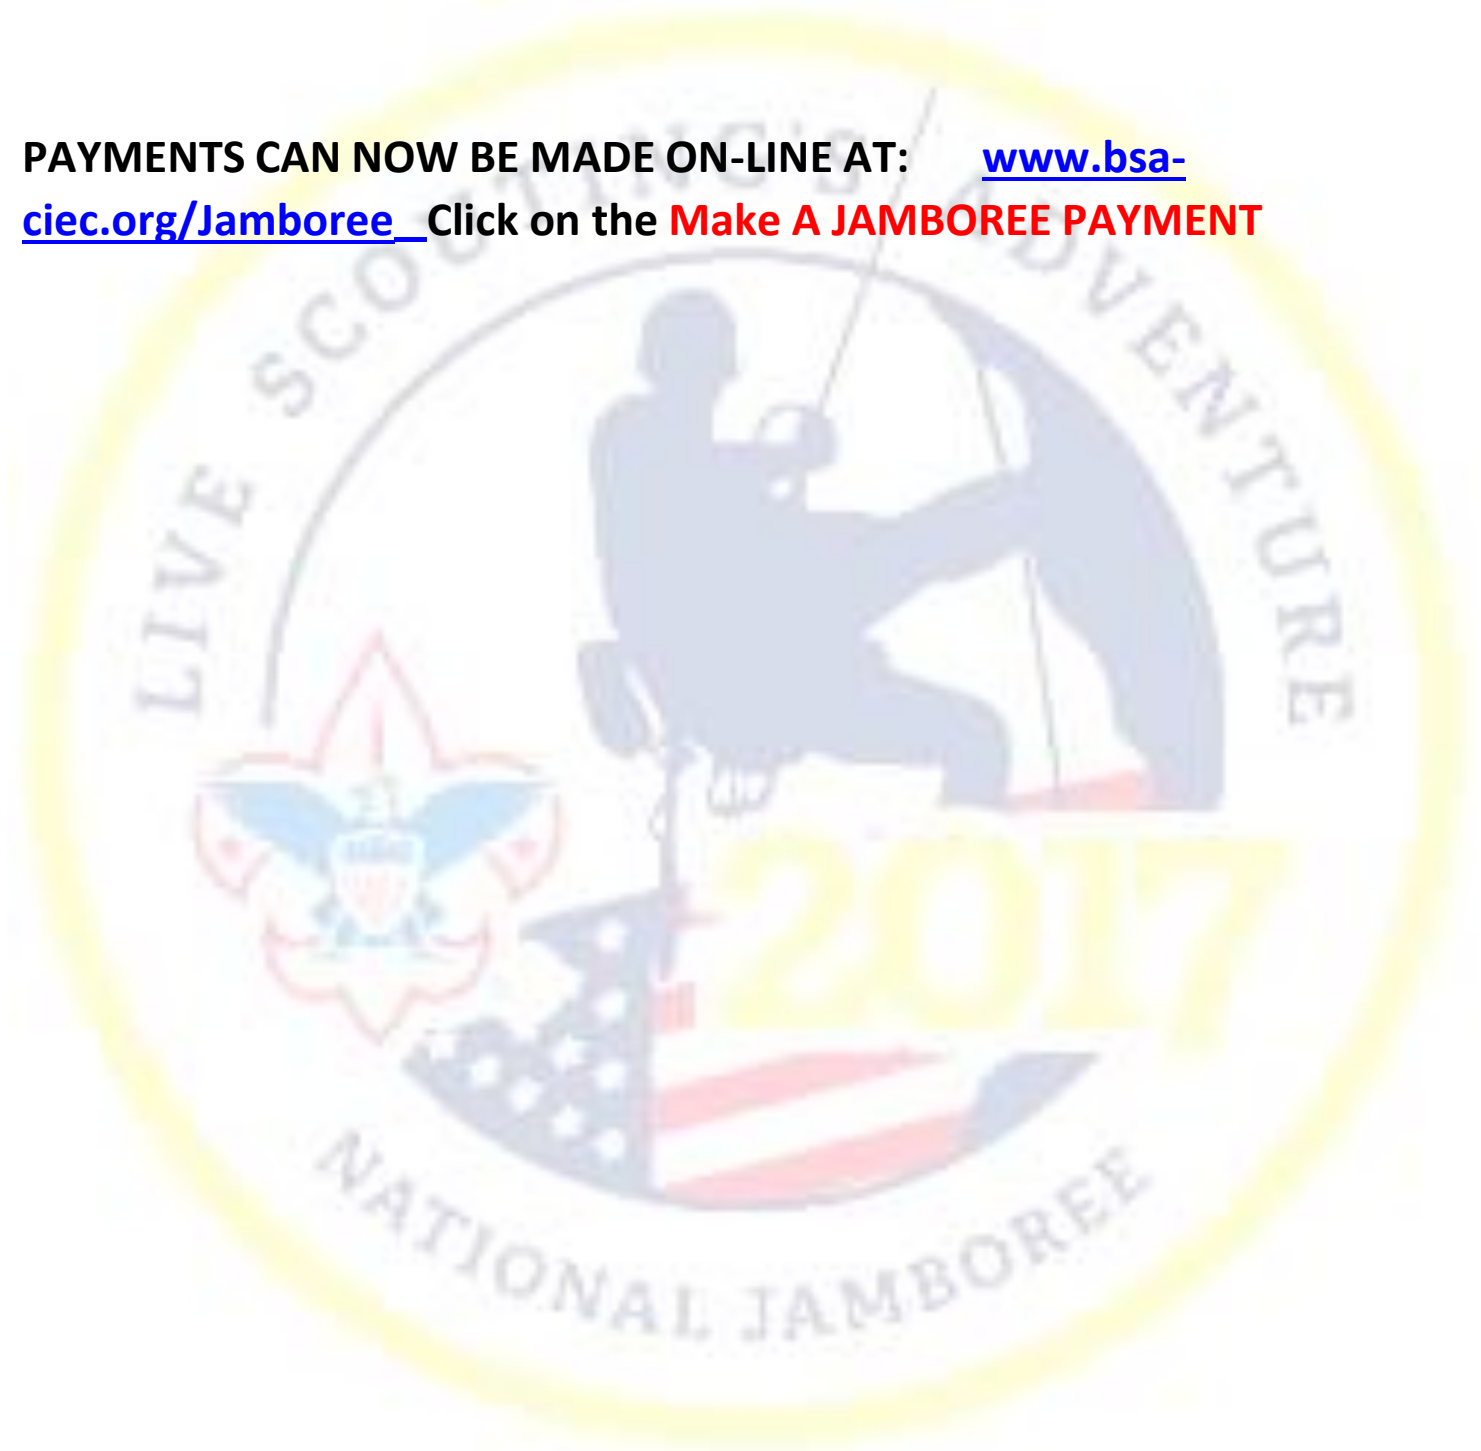 PAYMENTS CAN NOW BE MADE ON-LINE AT: www.bsa-
ciec.org/Jamboree Click on the Make A JAMBOREE PAYMENT
LIVE SCOUTING'S ADVENTURE
2017
NATIONAL JAMBOREE